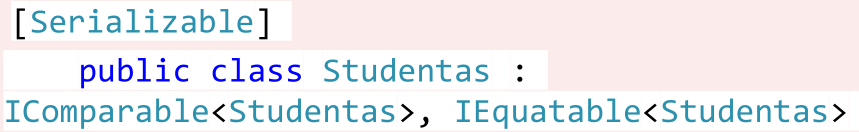 [Serializable]
public class Studentas :
IComparable<Studentas>, IEquatable<Studentas>